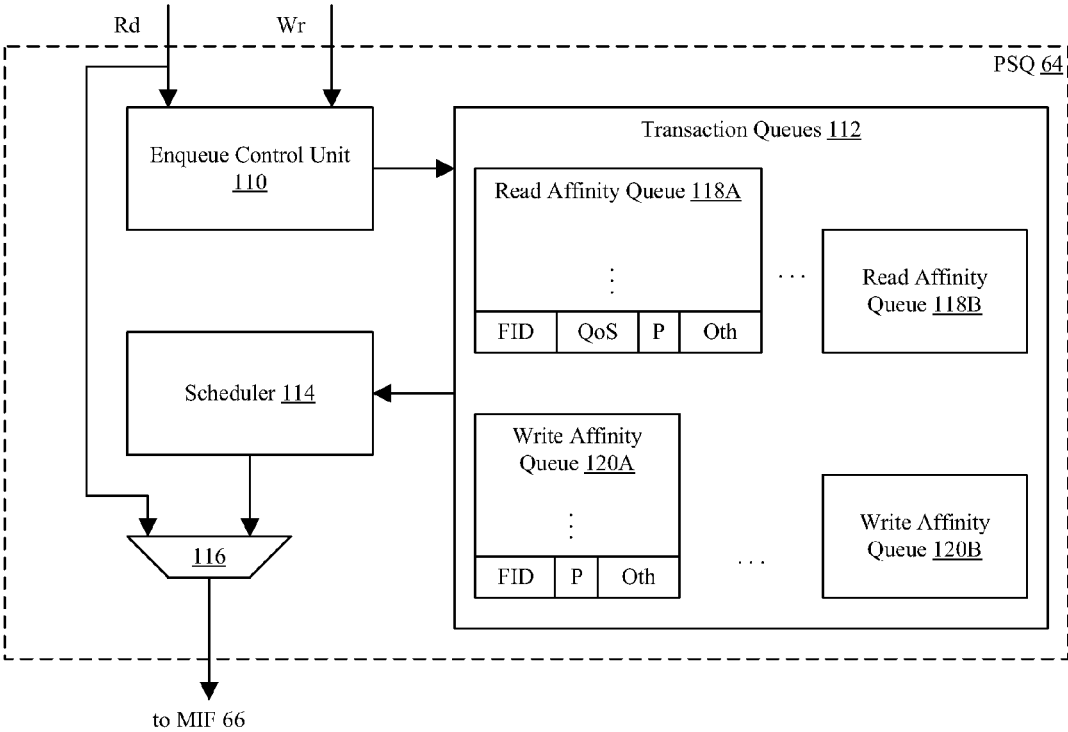 Rd
Wr
PSQ 64
Enqueue Control Unit
110
Transaction Queues 112
Read Affinity Queue 118A
FID QoS P Oth
Read Affinity
Queue 118B
Scheduler 114
Write Affinity
Queue 120A
FID P Oth
Write Affinity
Queue 120B
116
to MIF 66